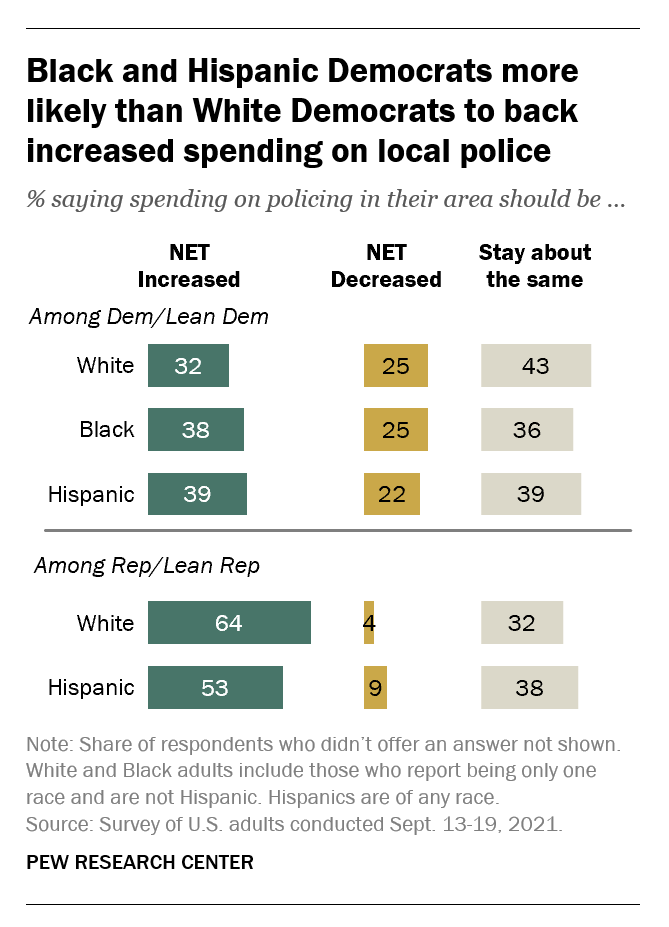 Black and Hispanic Democrats more
likely than White Democrats to back
increased spending on local police
% saying spending on policing in their area should be ...
NET Increased
NET Decreased
Stay about the same
Among Dem/Lean Dem
White 32 25 43
Black 38 25 36
Hispanic 39 22 39
Among Rep/Lean Rep
White 64 4 32
Hispanic 53 9 38
Note: Share of respondents who didn’t offer an answer not shown.
White and Black adults include those who report being only one
race and are not Hispanic. Hispanics are of any race.
Source: Survey of U.S. adults conducted Sept. 13-19, 2021.
PEW RESEARCH CENTER